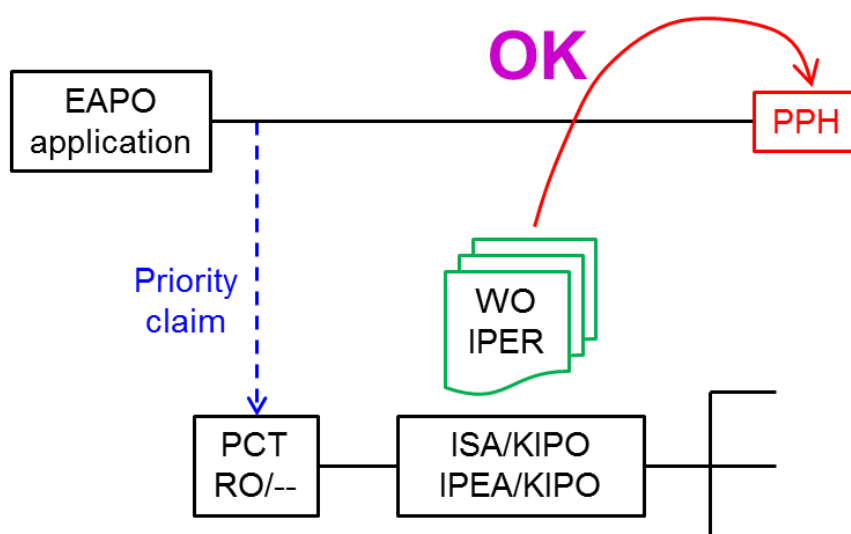 OK
EAPO
application
PPH
Priority
claim
WO
IPER
PCT
RO/--
ISA/KIPO
IPEA/KIPO